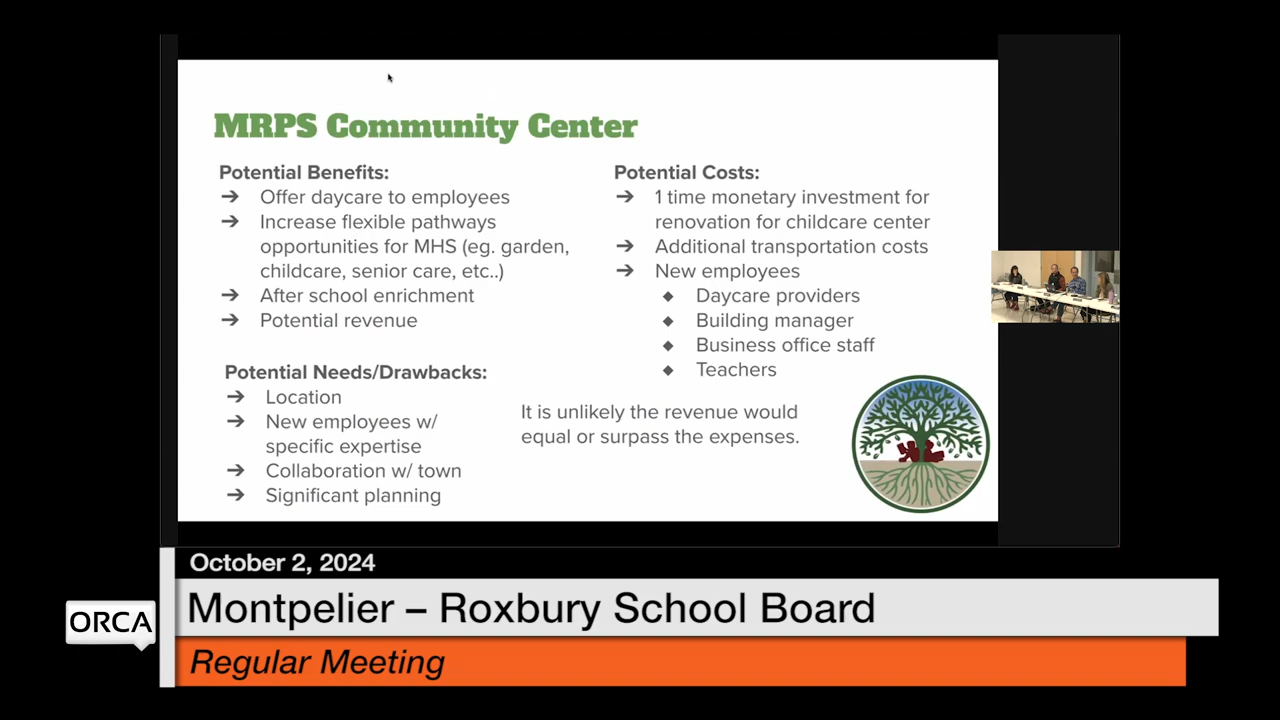 MRPS Community Center
Potential Benefits:
➔ Offer daycare to employees
➔ Increase flexible pathways
opportunities for MHS (eg. garden,
childcare, senior care, etc..)
➔ After school enrichment
➔ Potential revenue
Potential Needs/Drawbacks:
➔ Location
➔ New employees w/
specific expertise
➔ Collaboration w/ town
➔ Significant planning
Potential Costs:
➔ 1 time monetary investment for
renovation for childcare center
➔ Additional transportation costs
➔ New employees
◆ Daycare providers
◆ Building manager
◆ Business office staff
◆ Teachers
It is unlikely the revenue would
equal or surpass the expenses.
October 2, 2024
ORCA
Montpelier – Roxbury School Board
Regular Meeting